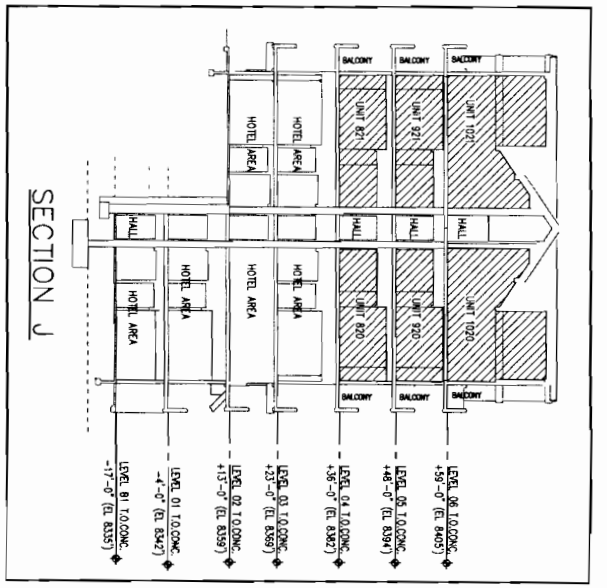 BALCONY
UNIT 1021
HALL
UNIT 1020
BALCONY
LEVEL 06 T.O.CONC.
+59'-0" (EL 8405')
BALCONY
UNIT 921
HALL
UNIT 920
BALCONY
LEVEL 05 T.O.CONC.
+48'-0" (EL 8394')
BALCONY
UNIT 821
HALL
UNIT 820
BALCONY
LEVEL 04 T.O.CONC.
+36'-0" (EL 8382')
HOTEL AREA
HOTEL AREA
LEVEL 03 T.O.CONC.
+23'-0" (EL 8369')
HOTEL AREA
HOTEL AREA
LEVEL 02 T.O.CONC.
+13'-0" (EL 8359')
HOTEL AREA
LEVEL 01 T.O.CONC.
-4'-0" (EL 8342')
HALL
HOTEL AREA
LEVEL B1 T.O.CONC.
-17'-0" (EL 8335')
SECTION J